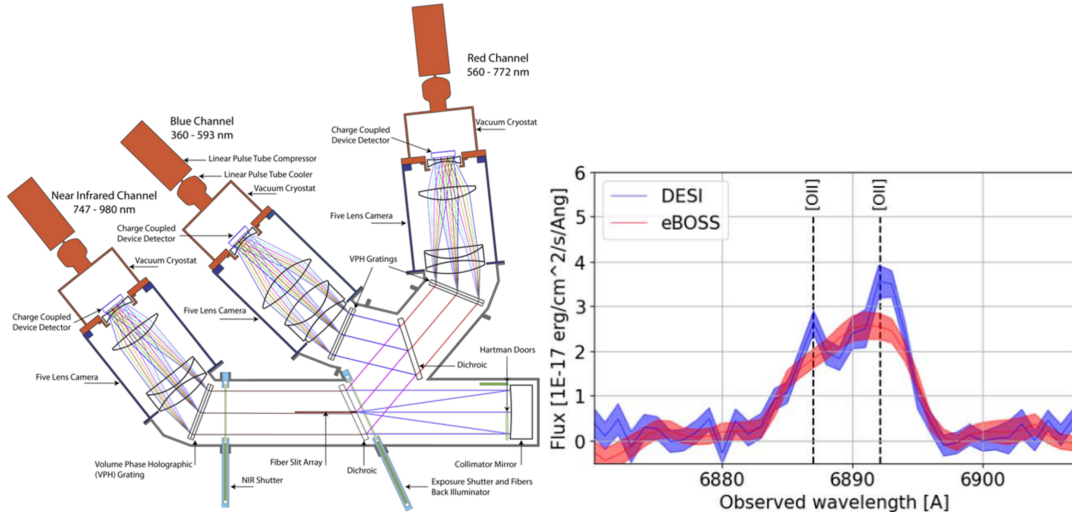 Red Channel
560 - 772 nm
Blue Channel
360 - 593 nm
Charge Coupled
Device Detector
Vacuum Cryostat
Linear Pulse Tube Compressor
Linear Pulse Tube Cooler
Near Infrared Channel
747 - 980 nm
Vacuum Cryostat
Five Lens Camera
Charge Coupled
Device Detector
Vacuum Cryostat
VPH Gratings
Charge Coupled
Device Detector
Five Lens Camera
Hartman Doors
Dichroic
Five Lens Camera
Volume Phase Holographic
(VPH) Grating
Fiber Slit Array
Dichroic
Collimator Mirror
NIR Shutter
Exposure Shutter and Fibers
Back Illuminator
DESI
eBOSS
[OII]
[OII]
6
5
4
3
2
1
0
Flux [1E-17 erg/cm^2/s/Ang]
6880
6890
6900
Observed wavelength [A]